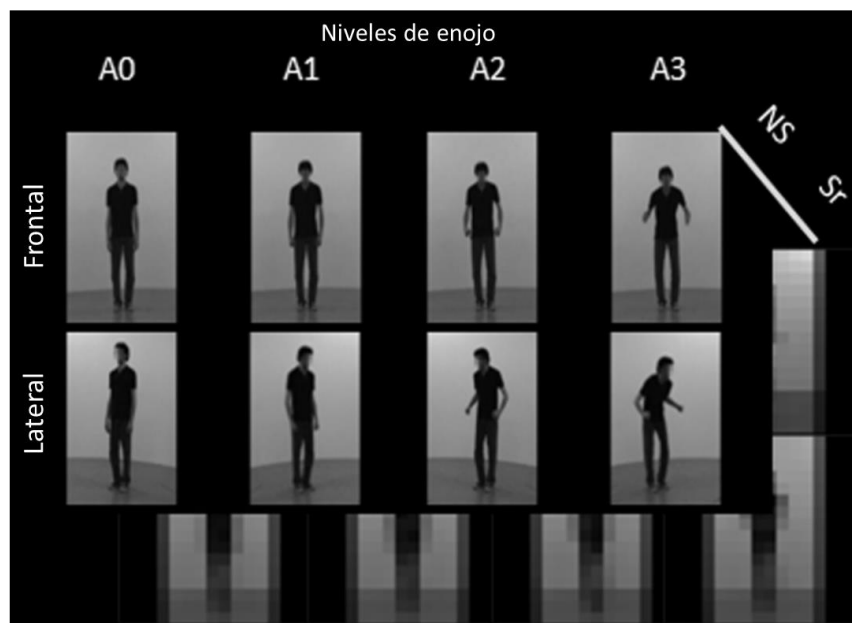 Niveles de enojo
A0 A1 A2 A3
NS
Sr
Frontal
Lateral